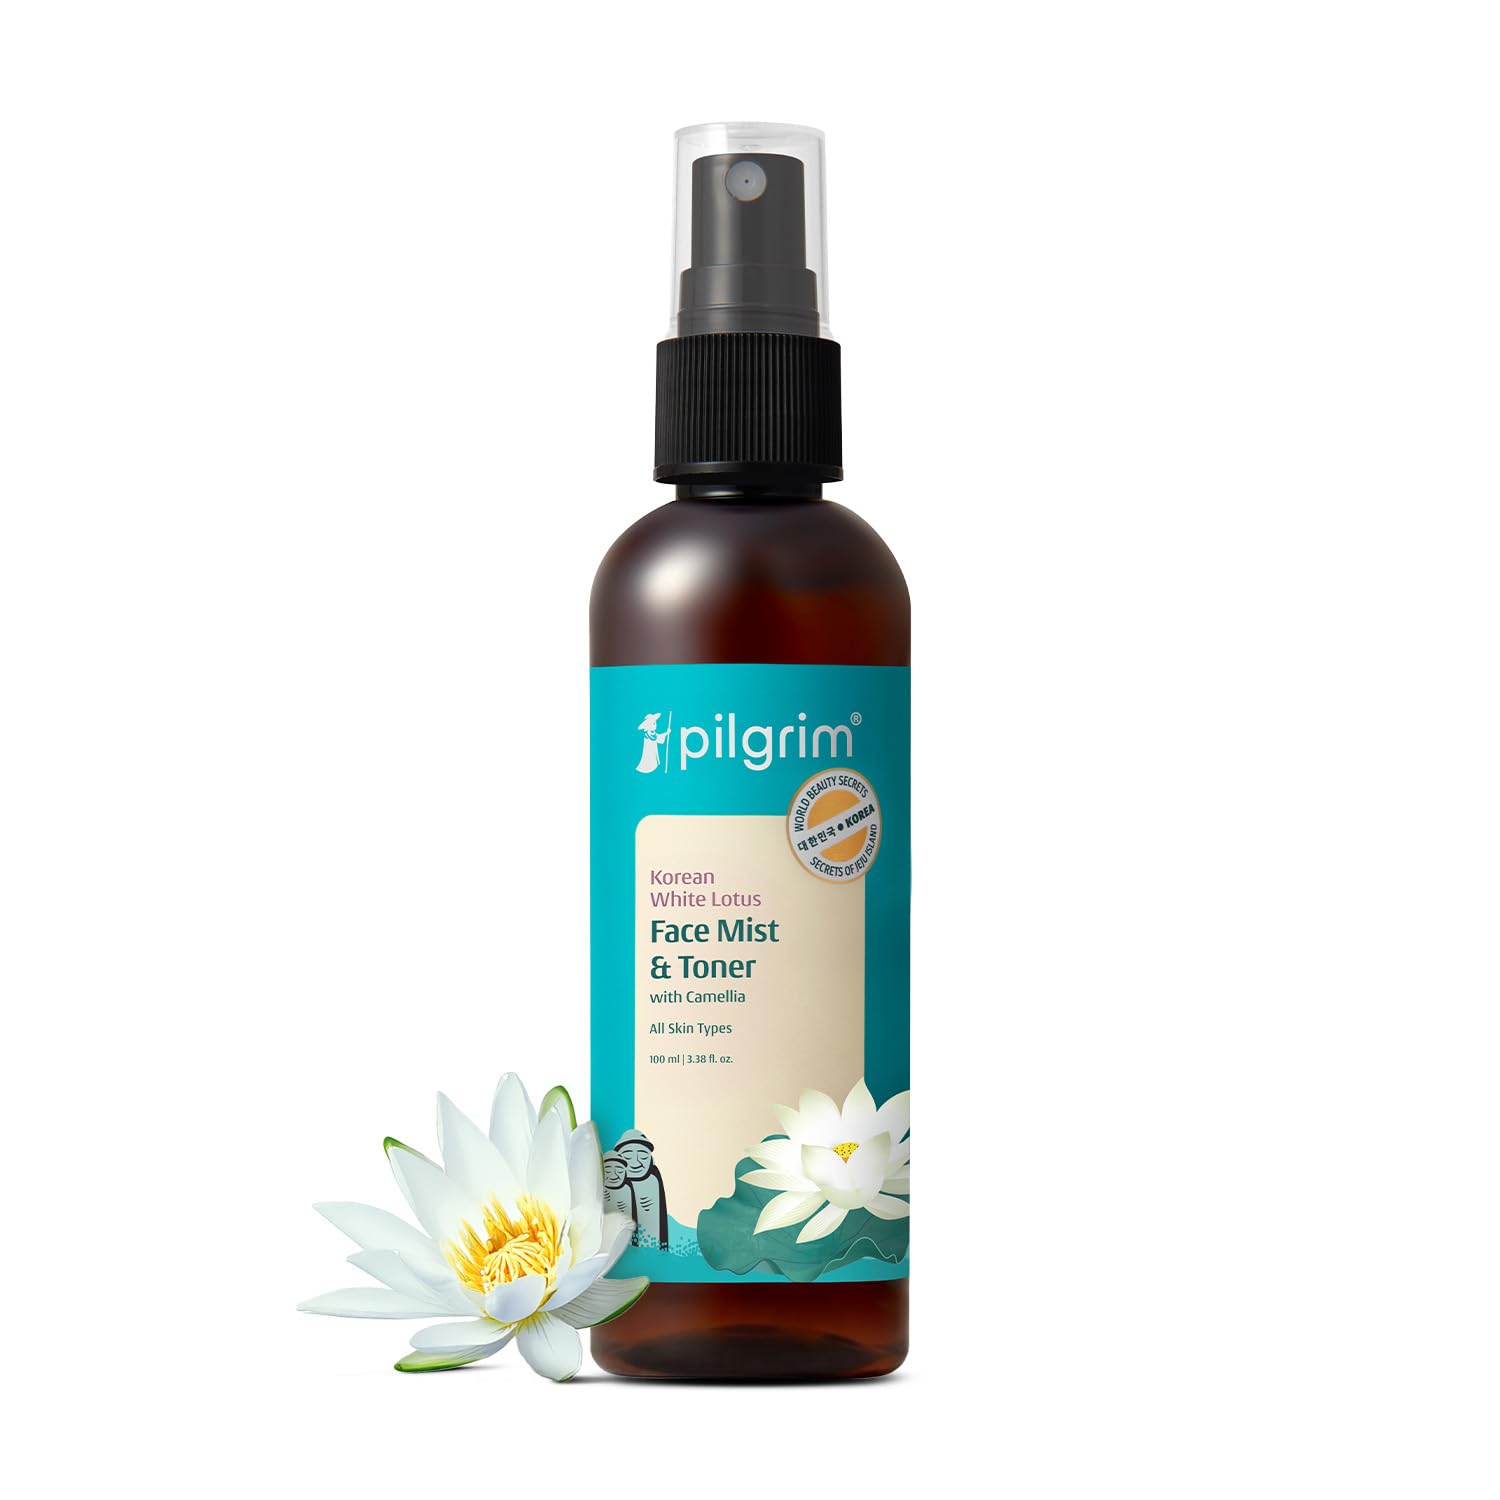 pilgrim®
WORLD BEAUTY SECRETS
대한민국 • KOREA
SECRETS OF JEJU ISLAND
Korean
White Lotus
Face Mist
& Toner
with Camellia
All Skin Types
100 ml | 3.38 fl. oz.